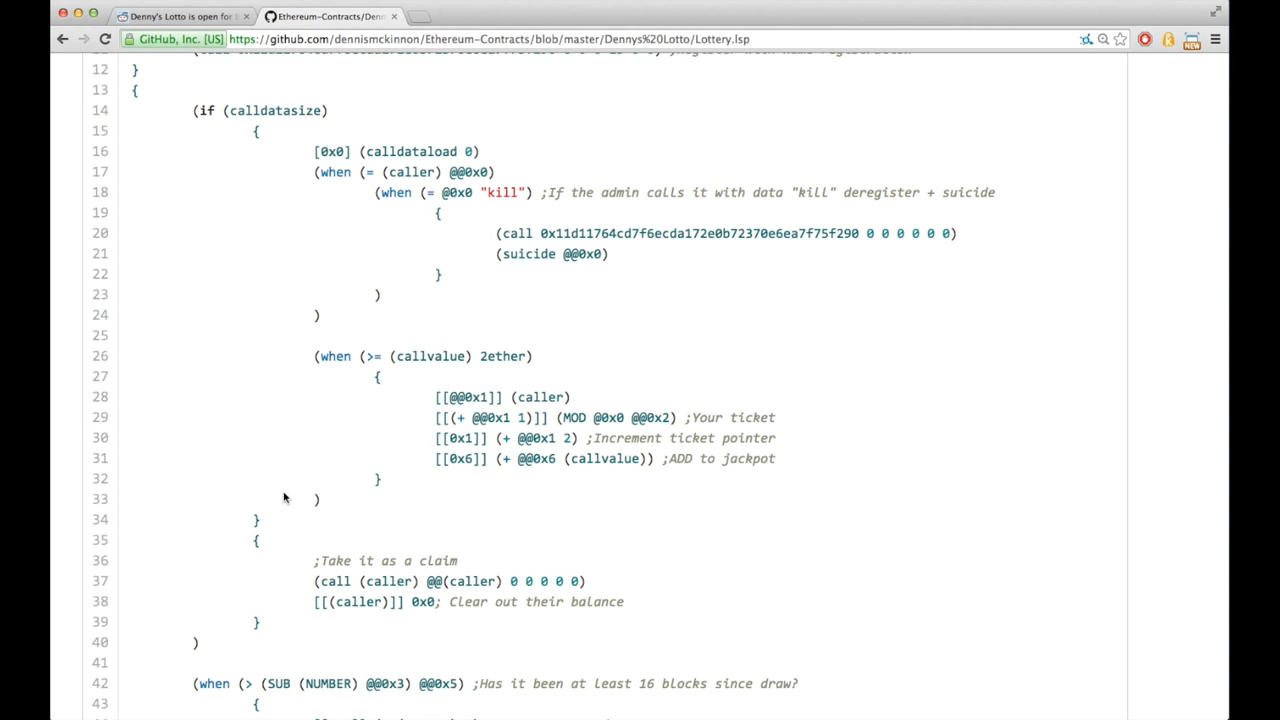 Denny's Lotto is open for
Ethereum-Contracts/Denn
GitHub, Inc. [US] https://github.com/dennismckinnon/Ethereum-Contracts/blob/master/Dennys%20Lotto/Lottery.lsp
NEW
12 }
13 {
14 (if (calldatasize)
15 {
16 [0x0] (calldataload 0)
17 (when (= (caller) @@0x0)
18 (when (= @0x0 "kill") ;If the admin calls it with data "kill" deregister + suicide
19 {
20 (call 0x11d11764cd7f6ecda172e0b72370e6ea7f75f290 0 0 0 0 0 0)
21 (suicide @@0x0)
22 }
23 )
24 )
25
26 (when (>= (callvalue) 2ether)
27 {
28 [[@@0x1]] (caller)
29 [[(+ @@0x1 1)]] (MOD @0x0 @@0x2) ;Your ticket
30 [[0x1]] (+ @@0x1 2) ;Increment ticket pointer
31 [[0x6]] (+ @@0x6 (callvalue)) ;ADD to jackpot
32 }
33 )
34 }
35 {
36 ;Take it as a claim
37 (call (caller) @@(caller) 0 0 0 0 0)
38 [[(caller)]] 0x0; Clear out their balance
39 }
40 )
41
42 (when (> (SUB (NUMBER) @@0x3) @@0x5) ;Has it been at least 16 blocks since draw?
43 {